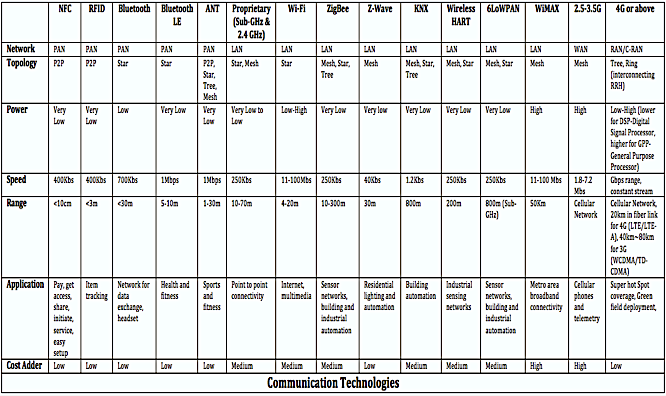 NFC RFID Bluetooth Bluetooth LE ANT Proprietary (Sub-GHz & 2.4 GHz) Wi-Fi ZigBee Z-Wave KNX Wireless HART 6LoWPAN WiMAX 2.5-3.5G 4G or above
Network PAN PAN PAN PAN PAN LAN LAN LAN LAN LAN LAN LAN MAN WAN RAN/C-RAN
Topology P2P P2P Star Star P2P, Star, Tree, Mesh Star, Mesh Star Mesh, Star, Tree Mesh Mesh, Star, Tree Mesh, Star Mesh, Star Mesh Mesh Tree, Ring (interconnecting RRH)
Power Very Low Very Low Low Very Low Very Low Very Low to Low Low-High Very Low Very low Very Low Very Low Very Low High High Low-High (lower for DSP-Digital Signal Processor, higher for GPP-General Purpose Processor)
Speed 400Kbs 400Kbs 700Kbs 1Mbps 1Mbps 250Kbs 11-100Mbs 250Kbs 40Kbs 1.2Kbs 250Kbs 250Kbs 11-100 Mbs 1.8-7.2 Mbs Gbps range, constant stream
Range <10cm <3m <30m 5-10m 1-30m 10-70m 4-20m 10-300m 30m 800m 200m 800m (Sub-GHz) 50Km Cellular Network Cellular Network, 20km in fiber link for 4G (LTE/LTE-A), 40km~80km for 3G (WCDMA/TD-CDMA)
Application Pay, get access, share, initiate, service, easy setup Item tracking Network for data exchange, headset Health and fitness Sports and fitness Point to point connectivity Internet, multimedia Sensor networks, building and industrial automation Residential lighting and automation Building automation Industrial sensing networks Sensor networks, building and industrial automation Metro area broadband connectivity Cellular phones and telemetry Super hot Spot coverage, Green field deployment,
Cost Adder Low Low Low Low Low Medium Medium Medium Low Medium Medium Medium High High Low
Communication Technologies